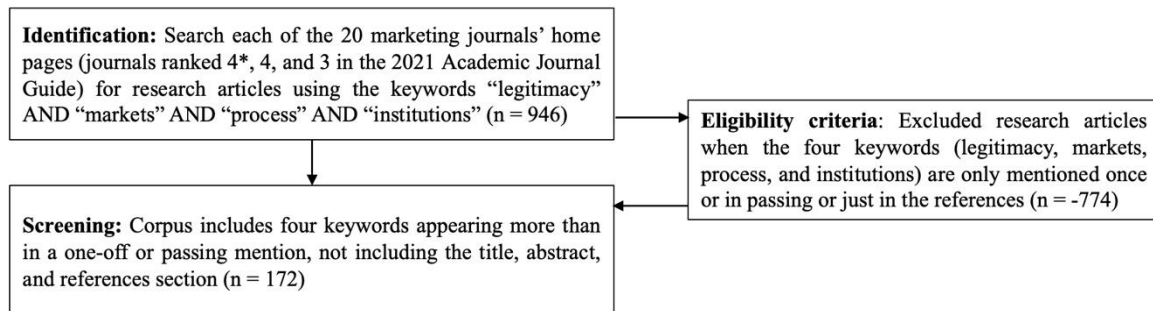 Identification: Search each of the 20 marketing journals’ home
pages (journals ranked 4*, 4, and 3 in the 2021 Academic Journal
Guide) for research articles using the keywords “legitimacy”
AND “markets” AND “process” AND “institutions” (n = 946)
Eligibility criteria: Excluded research articles
when the four keywords (legitimacy, markets,
process, and institutions) are only mentioned once
or in passing or just in the references (n = -774)
Screening: Corpus includes four keywords appearing more than
in a one-off or passing mention, not including the title, abstract,
and references section (n = 172)